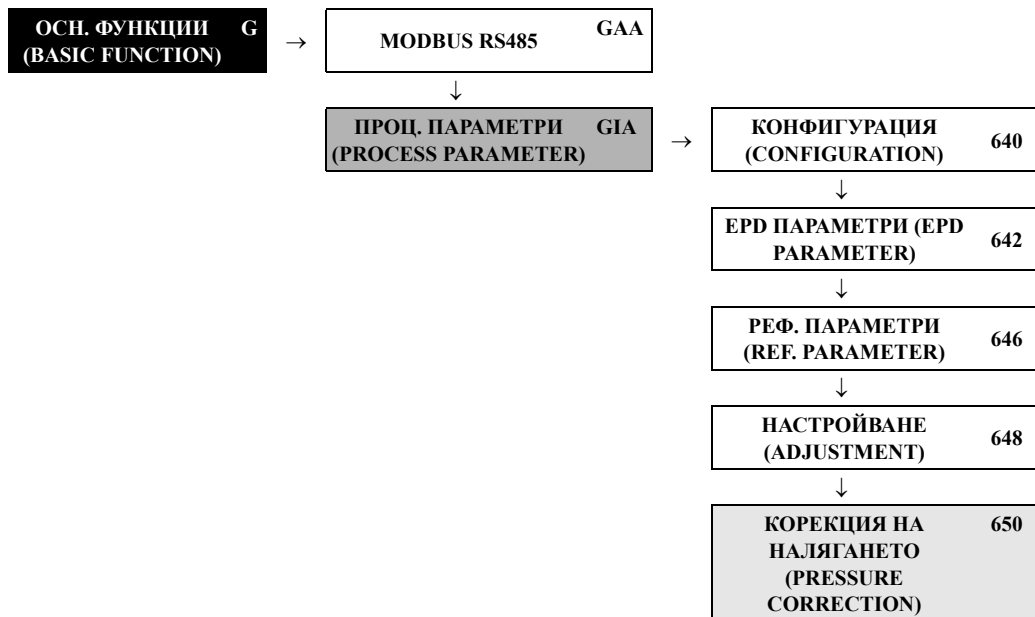 ОСН. ФУНКЦИИ G
(BASIC FUNCTION)
→
MODBUS RS485 GAA
↓
ПРОЦ. ПАРАМЕТРИ GIA
(PROCESS PARAMETER)
→
КОНФИГУРАЦИЯ
(CONFIGURATION)
640
↓
EPD ПАРАМЕТРИ (EPD
PARAMETER)
642
↓
РЕФ. ПАРАМЕТРИ
(REF. PARAMETER)
646
↓
НАСТРОЙВАНЕ
(ADJUSTMENT)
648
↓
КОРЕКЦИЯ НА 650
НАЛЯГАНЕТО
(PRESSURE
CORRECTION)